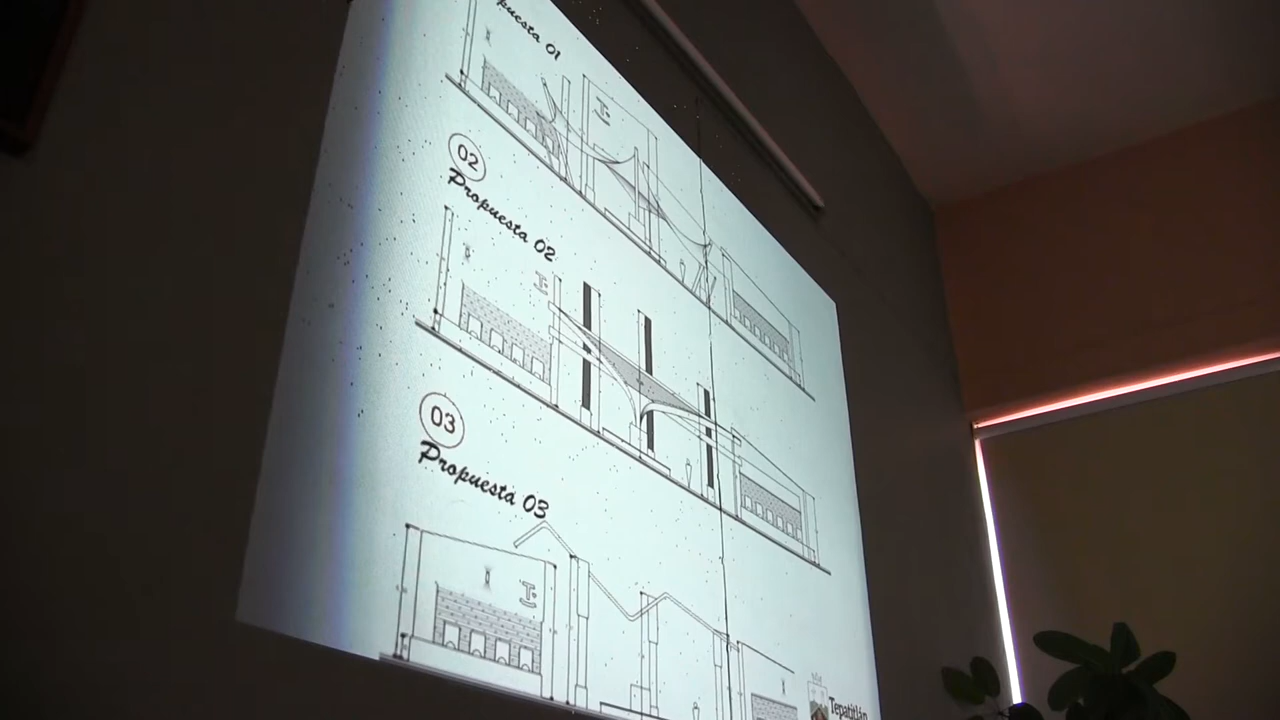 Propuesta 01
02
Propuesta 02
03
Propuesta 03
Tepatitlán